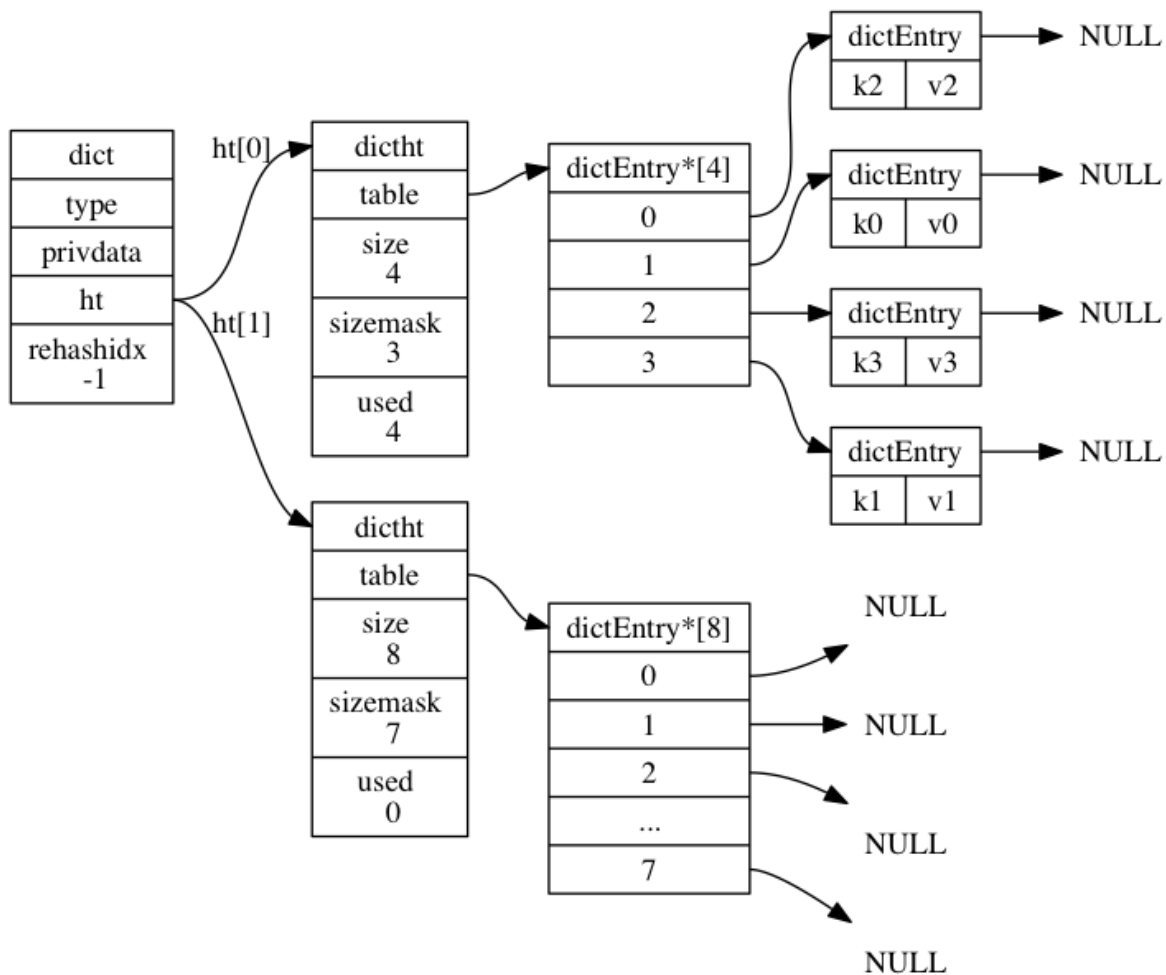 dict
type
privdata
ht
rehashidx
-1
ht[0]
ht[1]
dictht
table
size
4
sizemask
3
used
4
dictht
table
size
8
sizemask
7
used
0
dictEntry*[4]
0
1
2
3
dictEntry*[8]
0
1
2
...
7
dictEntry
k2 v2
NULL
dictEntry
k0 v0
NULL
dictEntry
k3 v3
NULL
dictEntry
k1 v1
NULL
NULL
NULL
NULL
NULL